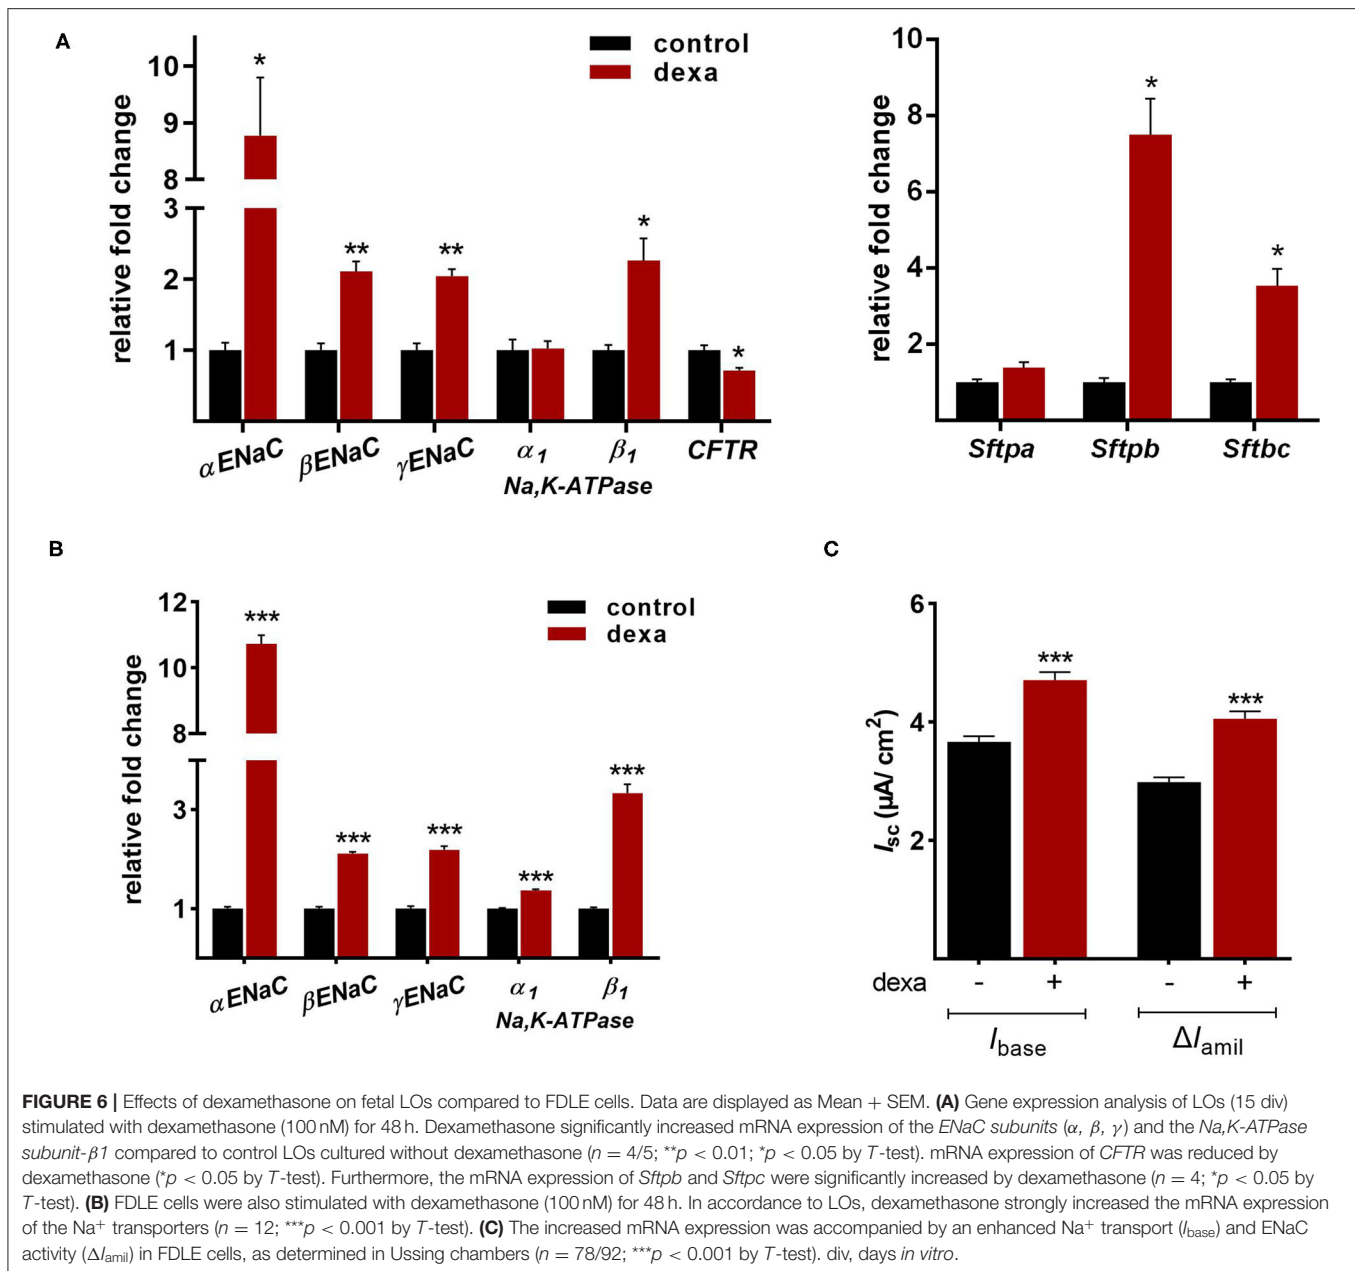 A
control
dexa
relative fold change
10
9
8
3
2
1
*
**
**
*
*
αENaC
βENaC
γENaC
α1
β1
CFTR
Na,K-ATPase
relative fold change
10
8
6
4
2
*
*
Sftpa
Sftpb
Sftbc
B
control
dexa
relative fold change
12
10
8
3
1
***
***
***
***
***
αENaC
βENaC
γENaC
α1
β1
Na,K-ATPase
C
Isc (µA/ cm²)
6
4
2
***
***
dexa - + - +
Ibase
ΔIamil
FIGURE 6 | Effects of dexamethasone on fetal LOs compared to FDLE cells. Data are displayed as Mean + SEM. (A) Gene expression analysis of LOs (15 div)
stimulated with dexamethasone (100 nM) for 48 h. Dexamethasone significantly increased mRNA expression of the ENaC subunits (α, β, γ) and the Na,K-ATPase
subunit-β1 compared to control LOs cultured without dexamethasone (n = 4/5; **p < 0.01; *p < 0.05 by T-test). mRNA expression of CFTR was reduced by
dexamethasone (*p < 0.05 by T-test). Furthermore, the mRNA expression of Sftpb and Sftpc were significantly increased by dexamethasone (n = 4; *p < 0.05 by
T-test). (B) FDLE cells were also stimulated with dexamethasone (100 nM) for 48 h. In accordance to LOs, dexamethasone strongly increased the mRNA expression
of the Na⁺ transporters (n = 12; ***p < 0.001 by T-test). (C) The increased mRNA expression was accompanied by an enhanced Na⁺ transport (Ibase) and ENaC
activity (ΔIamil) in FDLE cells, as determined in Ussing chambers (n = 78/92; ***p < 0.001 by T-test). div, days in vitro.